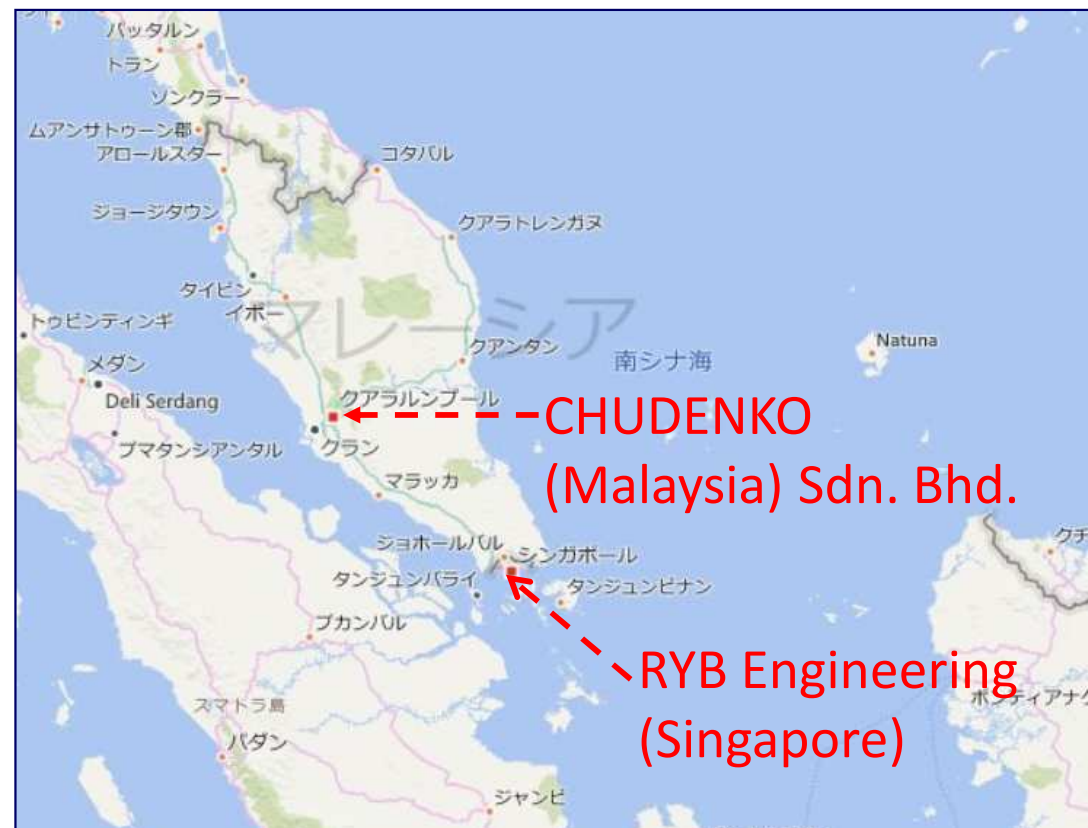 パッタルン
トラン
ソンクラー
ムアンサトゥーン郡
アロールスター
コタバル
ジョージタウン
クアラトレンガヌ
タイピン
イポー
マレーシア
トゥビンティンギ
クアンタン
南シナ海
Natuna
メダン
Deli Serdang
クアラルンプール
CHUDENKO
(Malaysia) Sdn. Bhd.
クラン
プマタンシアンタル
マラッカ
ジョホールバル
シンガポール
タンジュンバライ
タンジュンピナン
プカンバル
RYB Engineering
(Singapore)
スマトラ島
パダン
ジャンビ